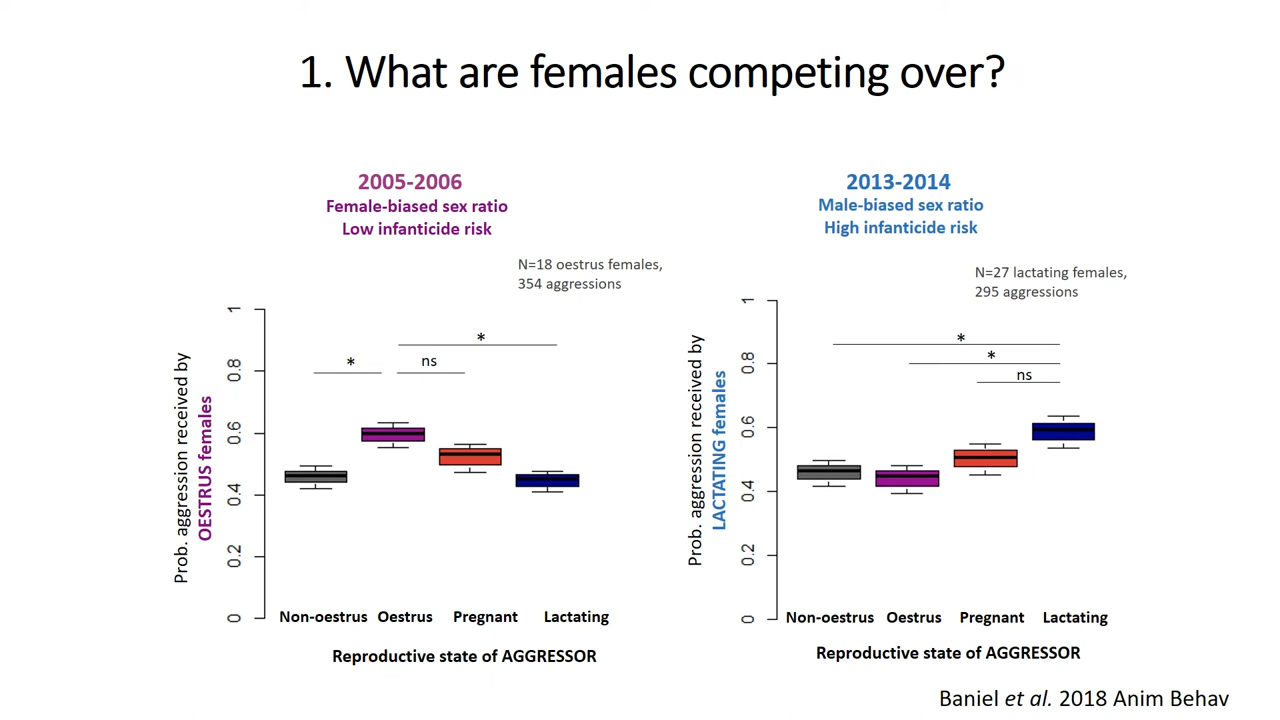 1. What are females competing over?
2005-2006
Female-biased sex ratio
Low infanticide risk
N=18 oestrus females,
354 aggressions
Prob. aggression received by
OESTRUS females
1
0.8
0.6
0.4
0.2
0
*
ns
*
Non-oestrus Oestrus Pregnant Lactating
Reproductive state of AGGRESSOR
2013-2014
Male-biased sex ratio
High infanticide risk
N=27 lactating females,
295 aggressions
Prob. aggression received by
LACTATING females
1
0.8
0.6
0.4
0.2
0
*
*
ns
Non-oestrus Oestrus Pregnant Lactating
Reproductive state of AGGRESSOR
Baniel et al. 2018 Anim Behav